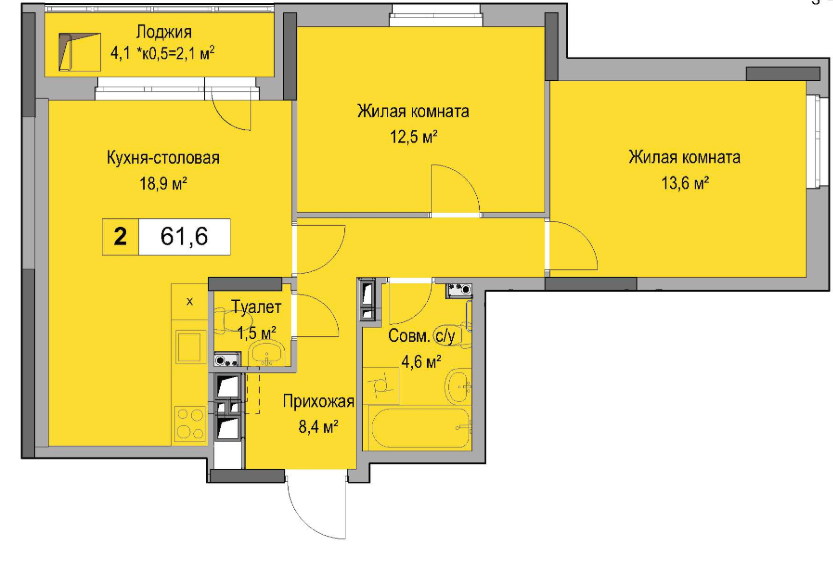 Лоджия
4,1 *к0,5=2,1 м²
Жилая комната
12,5 м²
Кухня-столовая
18,9 м²
Жилая комната
13,6 м²
2 61,6
x
Туалет
1,5 м²
Совм. с/у
4,6 м²
Прихожая
8,4 м²